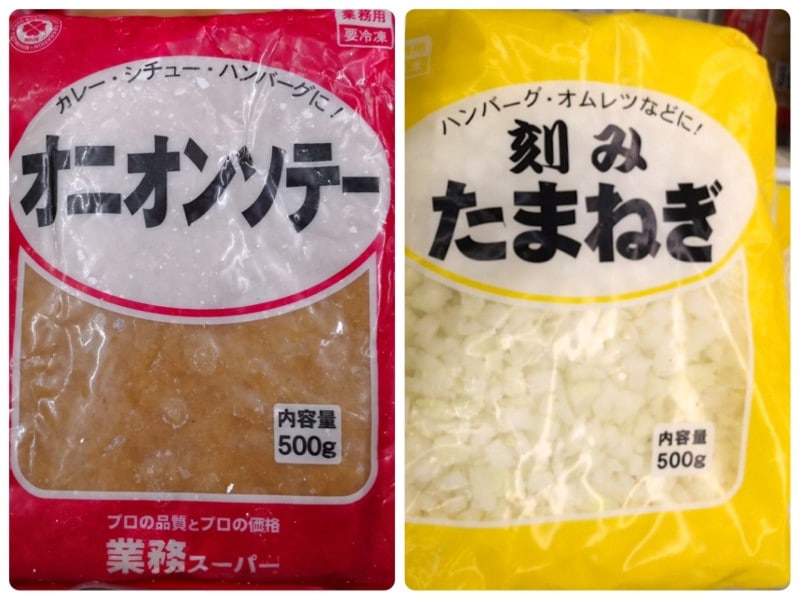 業務用
要冷凍
カレー・シチュー・ハンバーグに！
オニオンソテー
内容量
500g
プロの品質とプロの価格
業務スーパー
ハンバーグ・オムレツなどに！
刻み
たまねぎ
内容量
500g